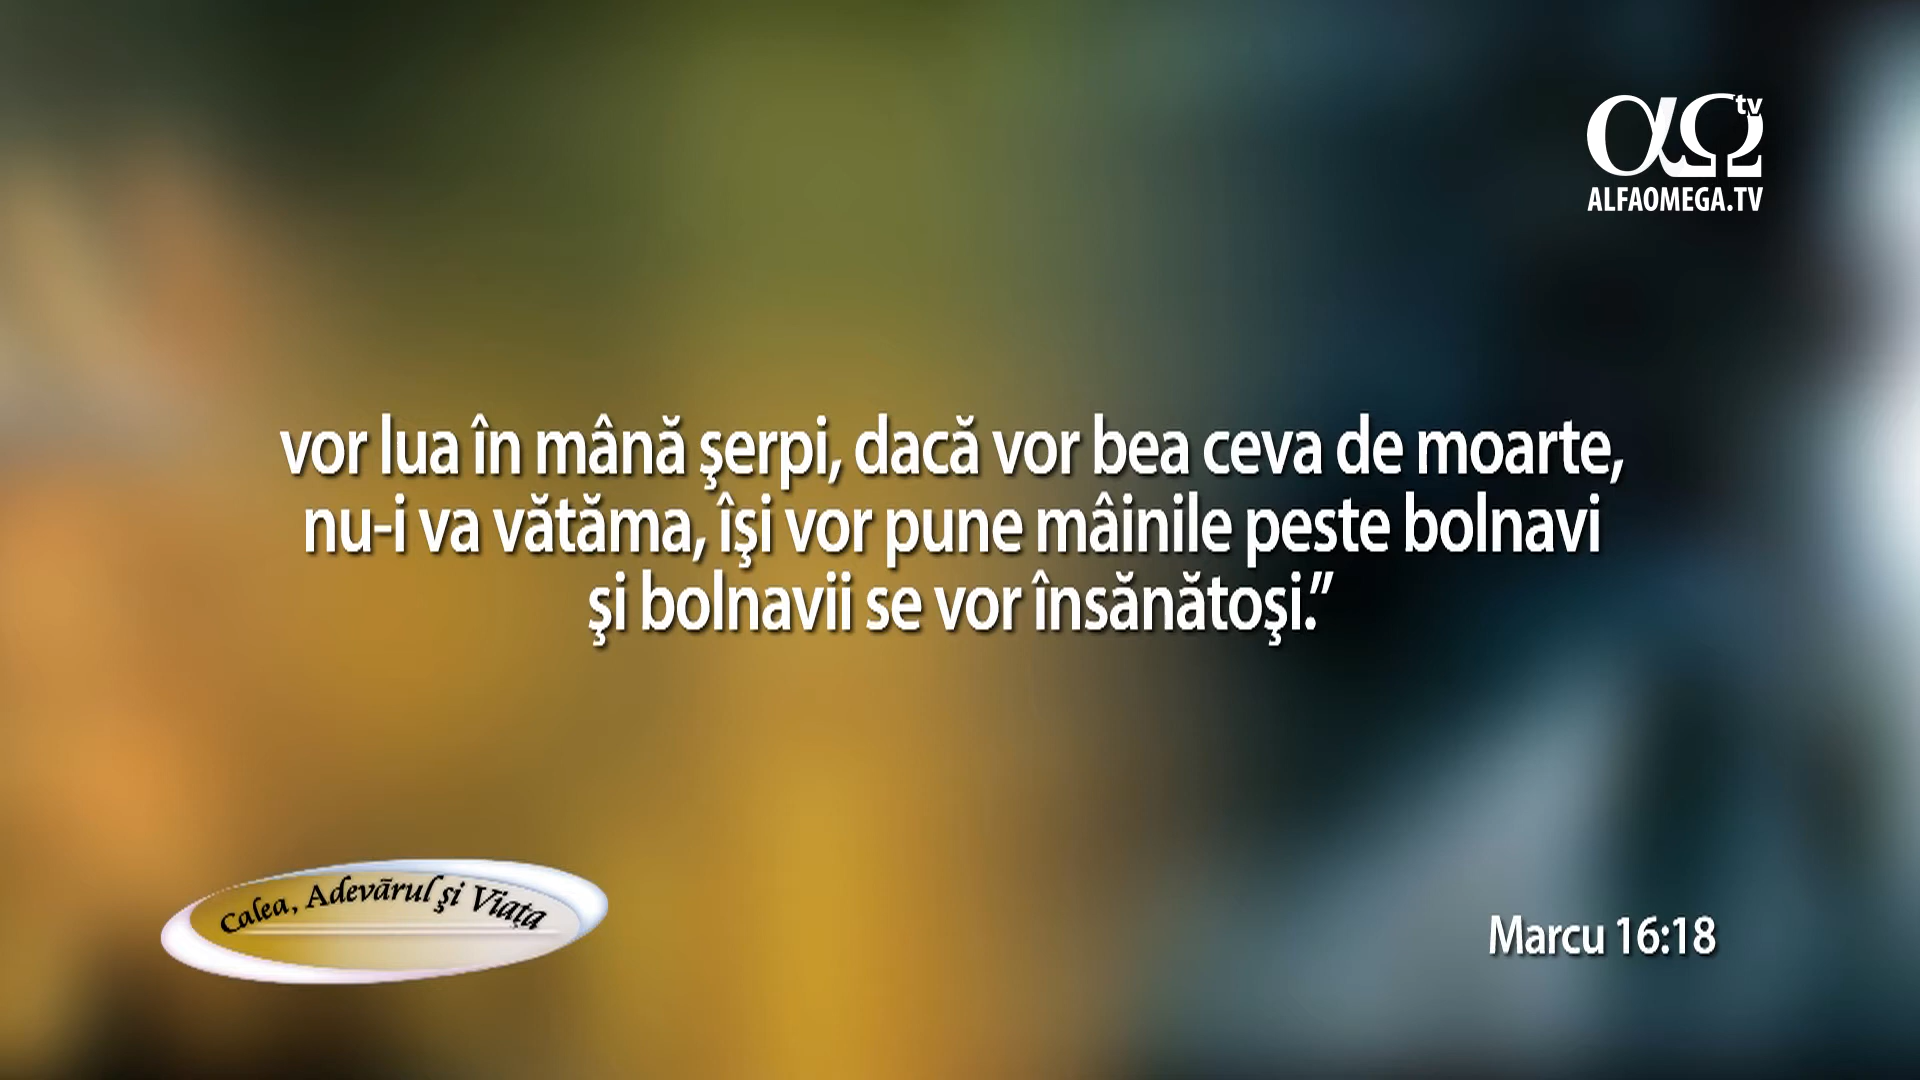 tv
ALFAOMEGA.TV
vor lua în mână şerpi, dacă vor bea ceva de moarte,
nu-i va vătăma, îşi vor pune mâinile peste bolnavi
şi bolnavii se vor însănătoşi.”
Calea, Adevărul şi Viaţa
Marcu 16:18